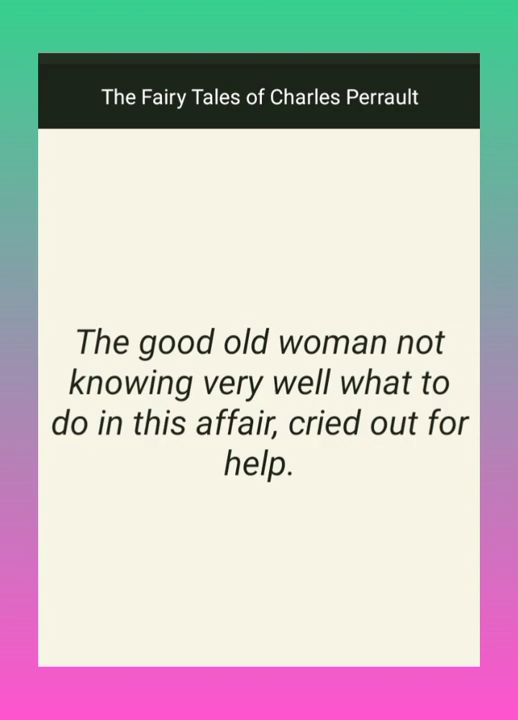 The Fairy Tales of Charles Perrault
The good old woman not
knowing very well what to
do in this affair, cried out for
help.